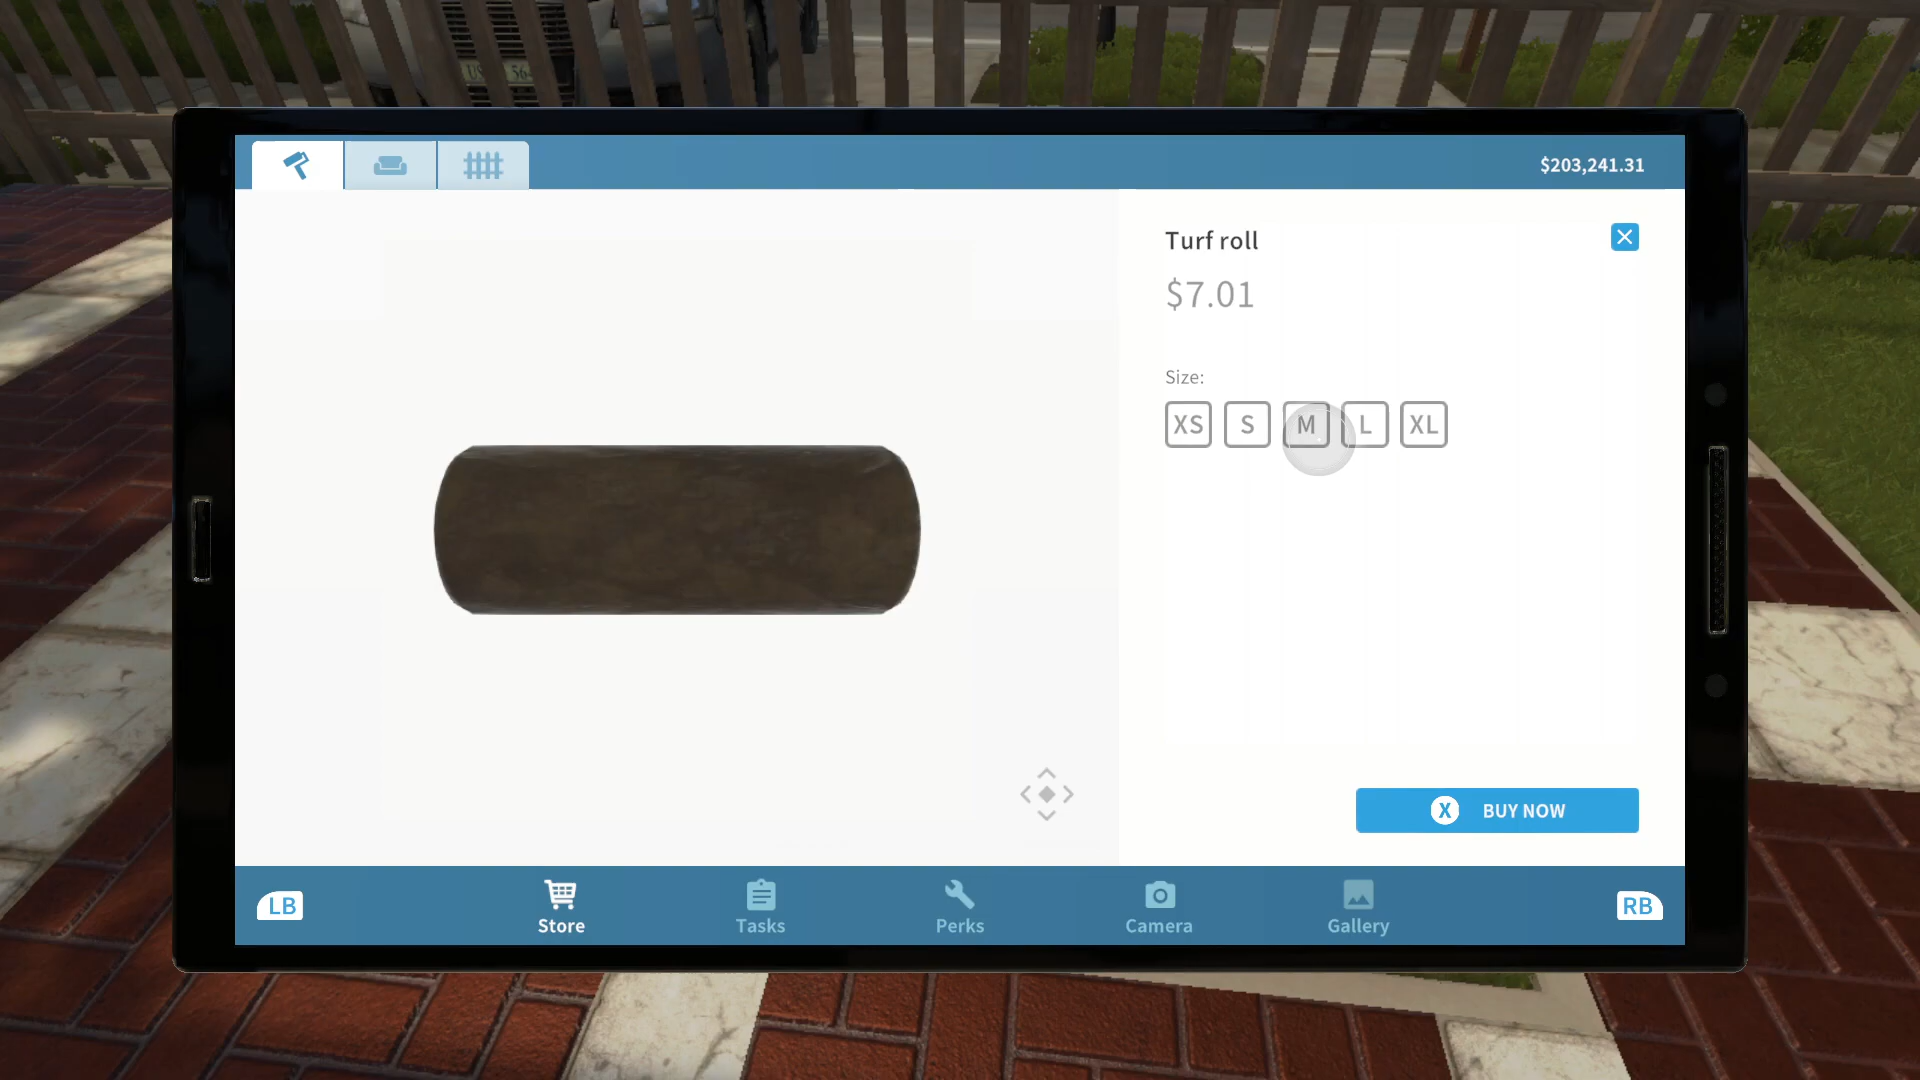 $203,241.31
Turf roll
$7.01
Size:
XS S M L XL
X BUY NOW
LB Store Tasks Perks Camera Gallery RB